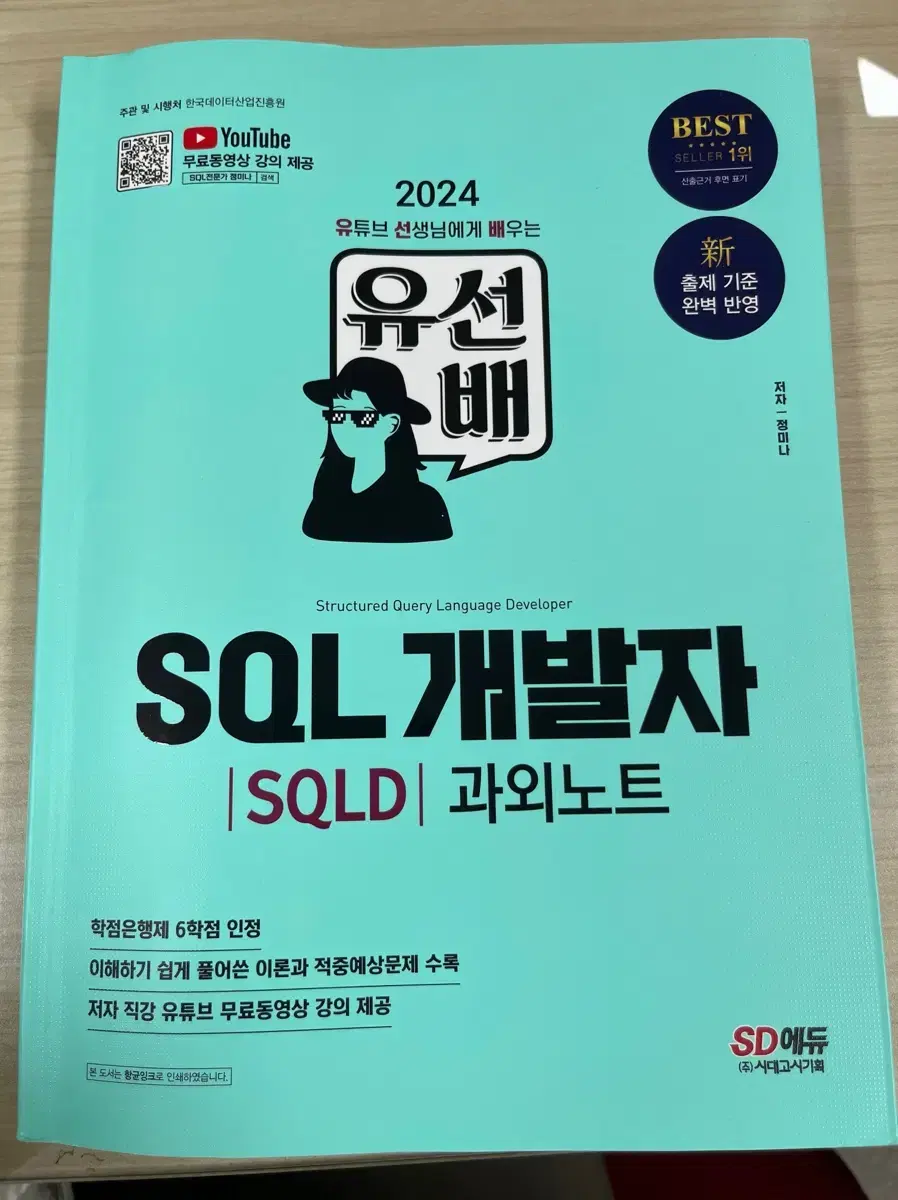 주관 및 시행처 한국데이터산업진흥원
YouTube
무료동영상 강의 제공
SQL전문가 정미나 검색
BEST
SELLER 1위
산출근거 후면 표기
2024
유튜브 선생님에게 배우는
유선
배
新
출제 기준
완벽 반영
저자 | 정미나
Structured Query Language Developer
SQL 개발자
|SQLD| 과외노트
학점은행제 6학점 인정
이해하기 쉽게 풀어쓴 이론과 적중예상문제 수록
저자 직강 유튜브 무료동영상 강의 제공
본 도서는 항균잉크로 인쇄하였습니다.
SD에듀
(주)시대고시기획